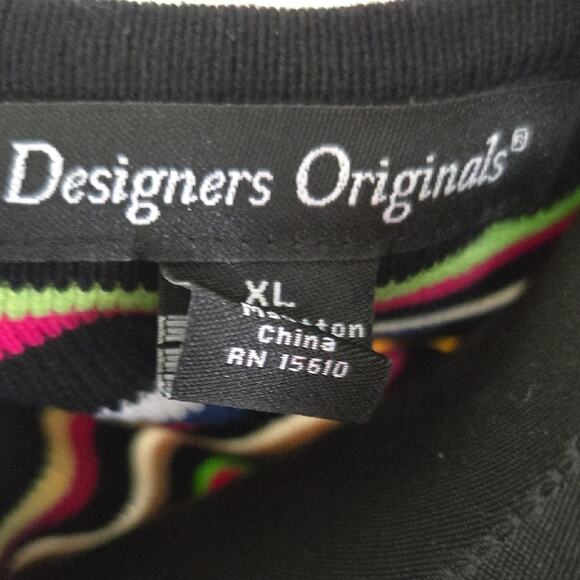 Designers Originals®
XL
China
RN 15610